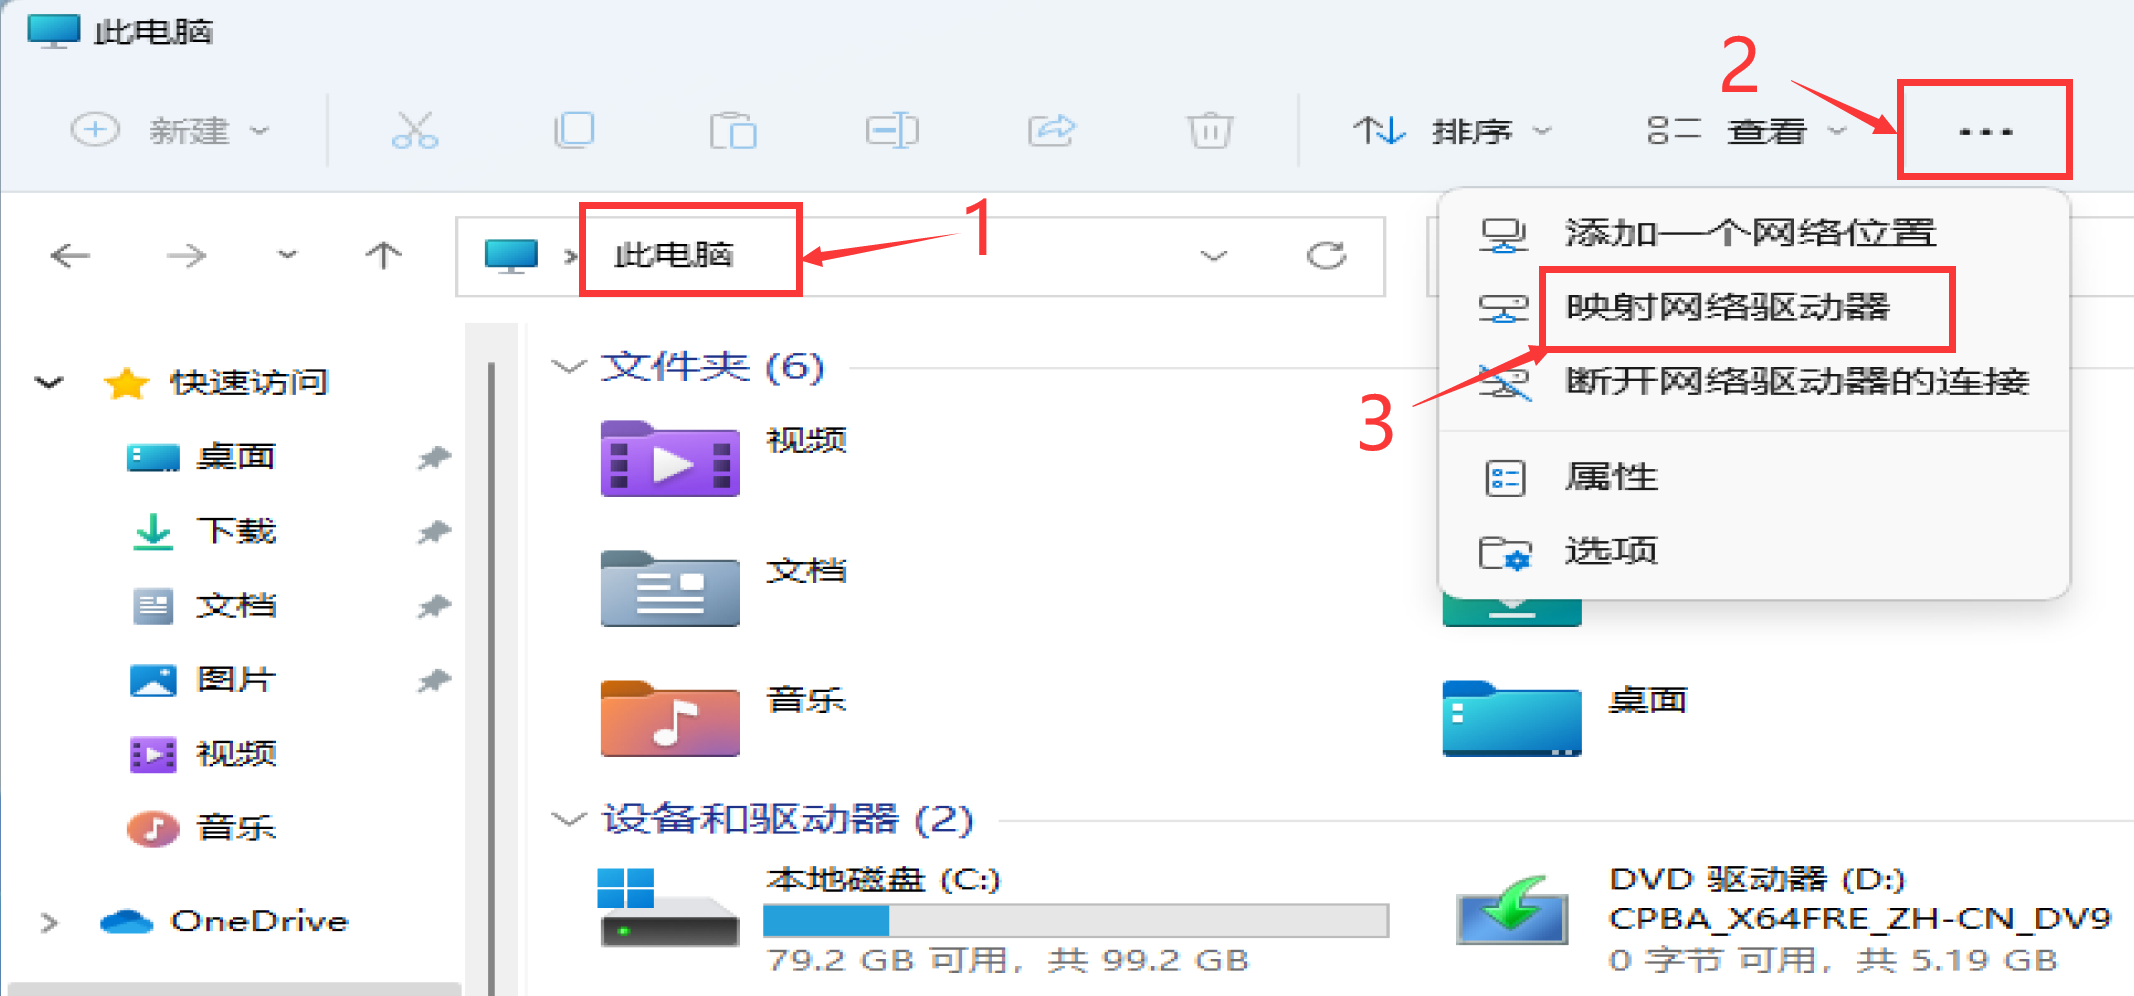 此电脑
新建
排序
查看
2
此电脑
1
添加一个网络位置
映射网络驱动器
断开网络驱动器的连接
3
属性
选项
快速访问
桌面
下载
文档
图片
视频
音乐
OneDrive
文件夹 (6)
视频
文档
音乐
桌面
设备和驱动器 (2)
本地磁盘 (C:)
79.2 GB 可用，共 99.2 GB
DVD 驱动器 (D:)
CPBA_X64FRE_ZH-CN_DV9
0 字节 可用，共 5.19 GB